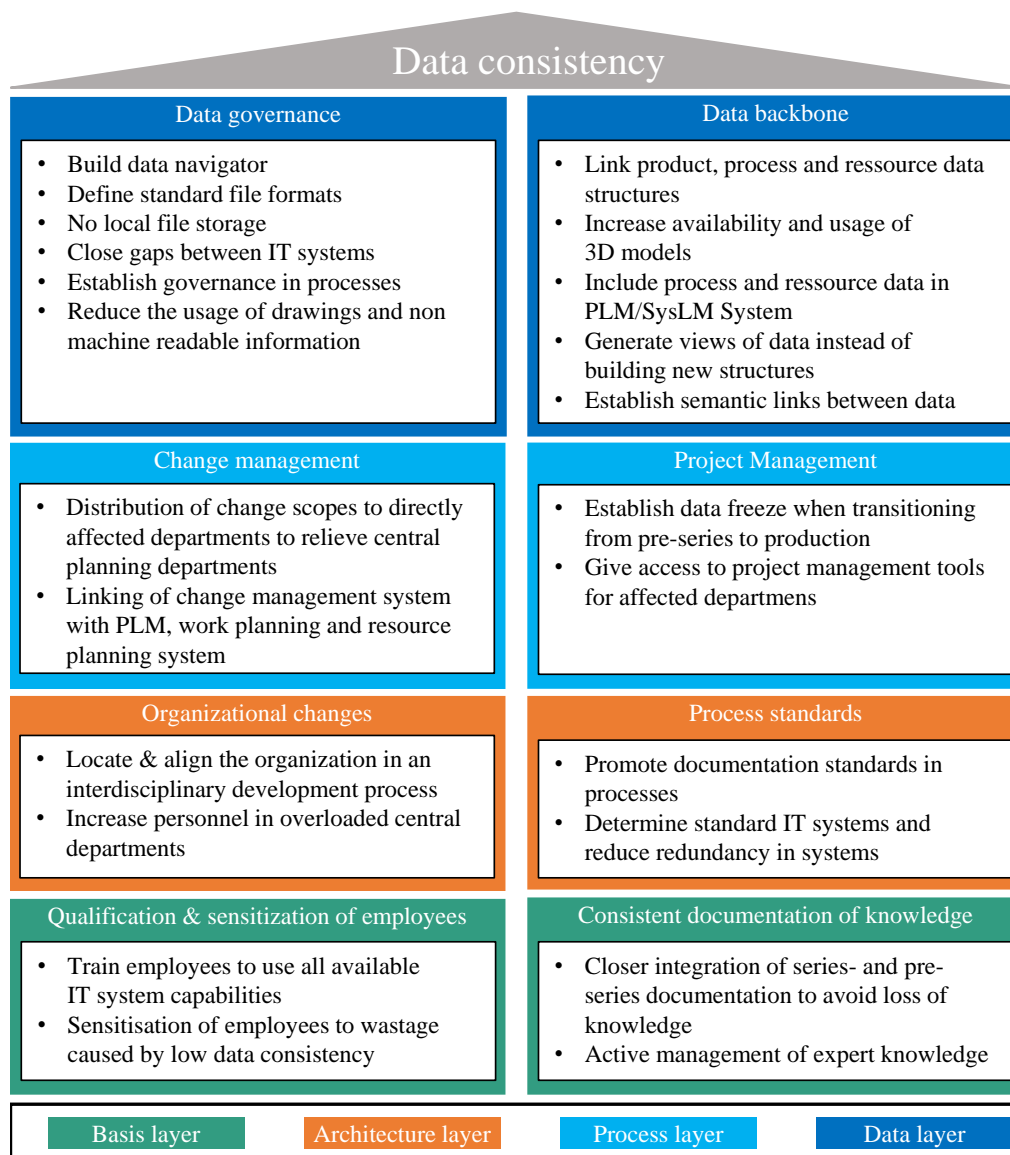 Data consistency
Data governance
• Build data navigator
• Define standard file formats
• No local file storage
• Close gaps between IT systems
• Establish governance in processes
• Reduce the usage of drawings and non
machine readable information
Data backbone
• Link product, process and ressource data
structures
• Increase availability and usage of
3D models
• Include process and ressource data in
PLM/SysLM System
• Generate views of data instead of
building new structures
• Establish semantic links between data
Change management
• Distribution of change scopes to directly
affected departments to relieve central
planning departments
• Linking of change management system
with PLM, work planning and resource
planning system
Project Management
• Establish data freeze when transitioning
from pre-series to production
• Give access to project management tools
for affected departmens
Organizational changes
• Locate & align the organization in an
interdisciplinary development process
• Increase personnel in overloaded central
departments
Process standards
• Promote documentation standards in
processes
• Determine standard IT systems and
reduce redundancy in systems
Qualification & sensitization of employees
• Train employees to use all available
IT system capabilities
• Sensitisation of employees to wastage
caused by low data consistency
Consistent documentation of knowledge
• Closer integration of series- and pre-
series documentation to avoid loss of
knowledge
• Active management of expert knowledge
Basis layer
Architecture layer
Process layer
Data layer